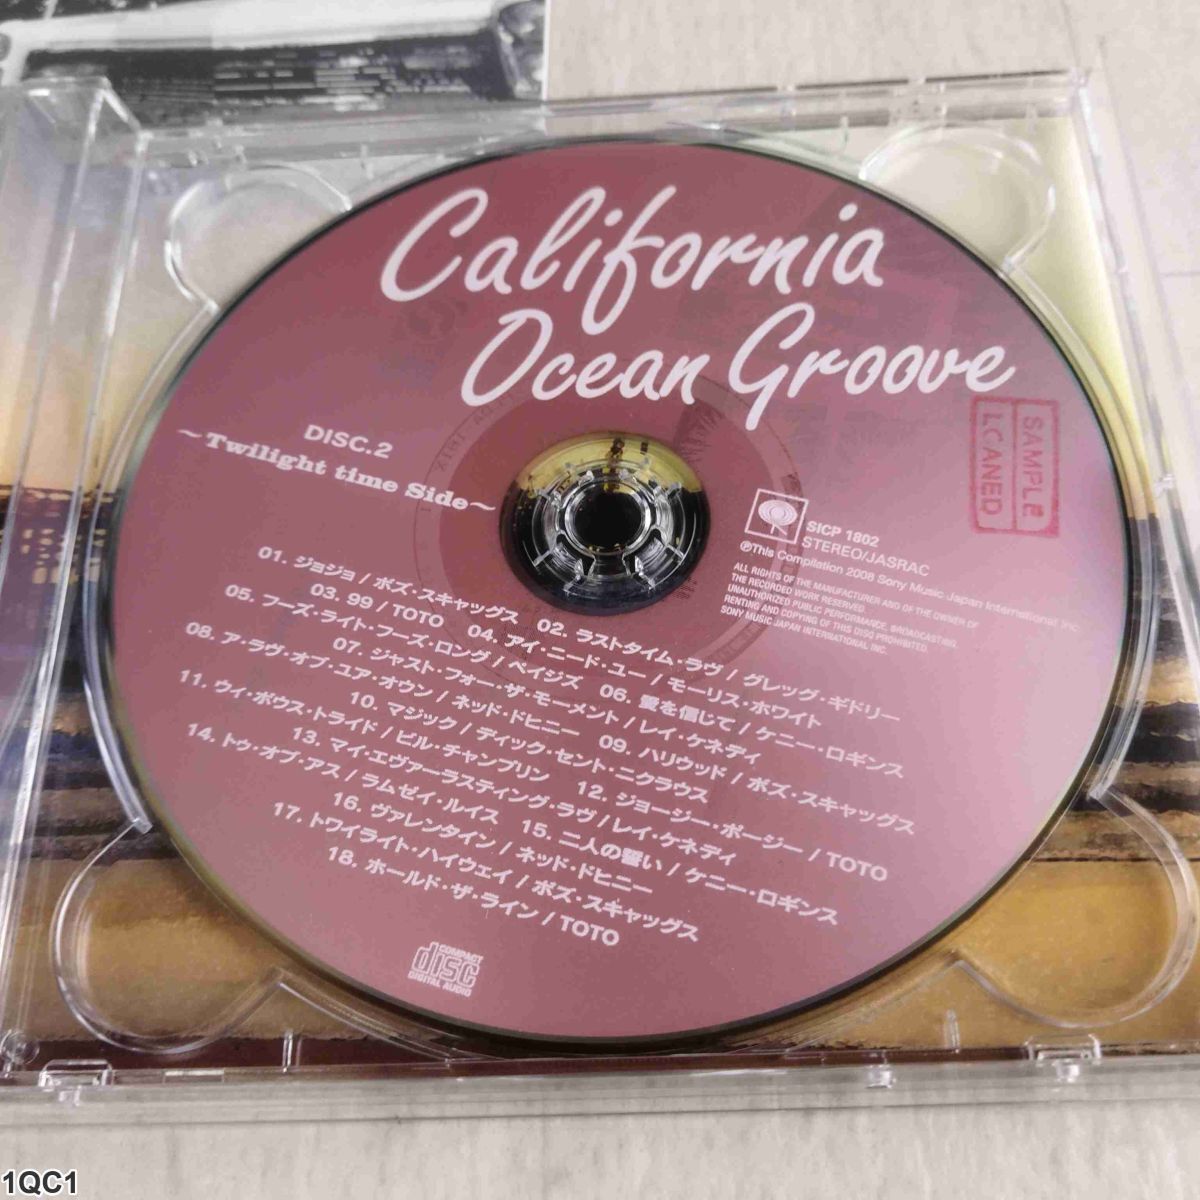 California
Ocean Groove
DISC.2
～Twilight time Side～
SAMPLE
LOANED
SICP 1802
STEREO/JASRAC
℗This Compilation 2008 Sony Music Japan International Inc.
ALL RIGHTS OF THE MANUFACTURER AND OF THE OWNER OF
THE RECORDED WORK RESERVED.
UNAUTHORIZED PUBLIC PERFORMANCE, BROADCASTING,
RENTING AND COPYING OF THIS DISC PROHIBITED.
SONY MUSIC JAPAN INTERNATIONAL INC.
01. ジョジョ / ボズ・スキャッグス 02. ラストタイム・ラヴ / グレッグ・ギドリー
03. 99 / TOTO 04. アイ・ニード・ユー / モーリス・ホワイト
05. フーズ・ライト・フーズ・ロング / ペイジズ 06. 愛を信じて / ケニー・ロギンス
07. ジャスト・フォー・ザ・モーメント / レイ・ケネディ
08. ア・ラヴ・オブ・ユア・オウン / ネッド・ドヒニー 09. ハリウッド / ボズ・スキャッグス
10. マジック / ディック・セント・ニクラウス
11. ウィ・ボウス・トライド / ビル・チャンプリン 12. ジョージー・ポージー / TOTO
13. マイ・エヴァーラスティング・ラヴ / レイ・ケネディ
14. トゥ・オブ・アス / ラムゼイ・ルイス 15. 二人の誓い / ケニー・ロギンス
16. ヴァレンタイン / ネッド・ドヒニー
17. トワイライト・ハイウェイ / ボズ・スキャッグス
18. ホールド・ザ・ライン / TOTO
COMPACT
disc
DIGITAL AUDIO
1QC1